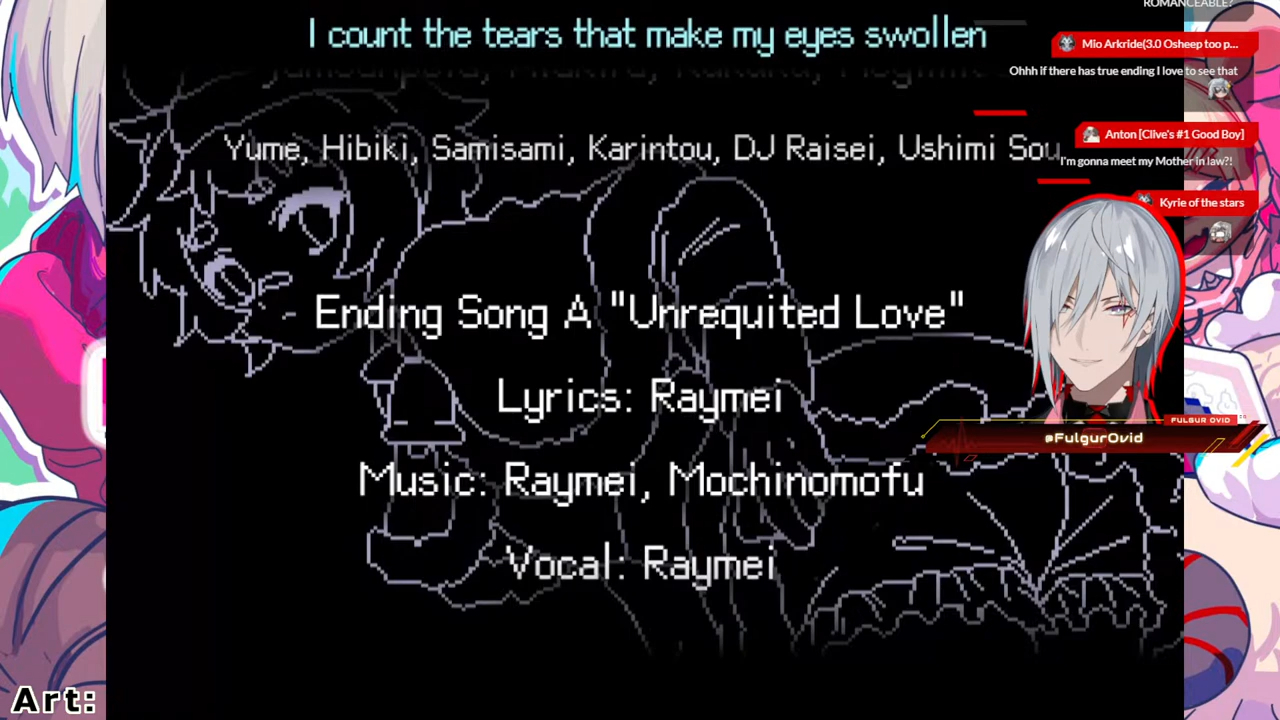 I count the tears that make my eyes swollen
ROMANCEABLE?
Mio Arkride(3.0 Osheep too p...
Ohhh if there has true ending I love to see that
Yume, Hibiki, Samisami, Karintou, DJ Raisei, Ushimi Sou
Anton [Clive's #1 Good Boy]
I'm gonna meet my Mother in law?!
Kyrie of the stars
Ending Song A "Unrequited Love"
Lyrics: Raymei
FULGUR OVID
@FulgurOvid
Music: Raymei, Mochinomofu
Vocal: Raymei
Art: